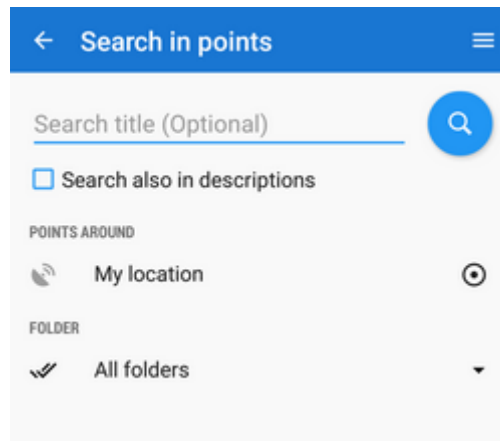 Search in points
Search title (Optional)
Search also in descriptions
POINTS AROUND
My location
FOLDER
All folders